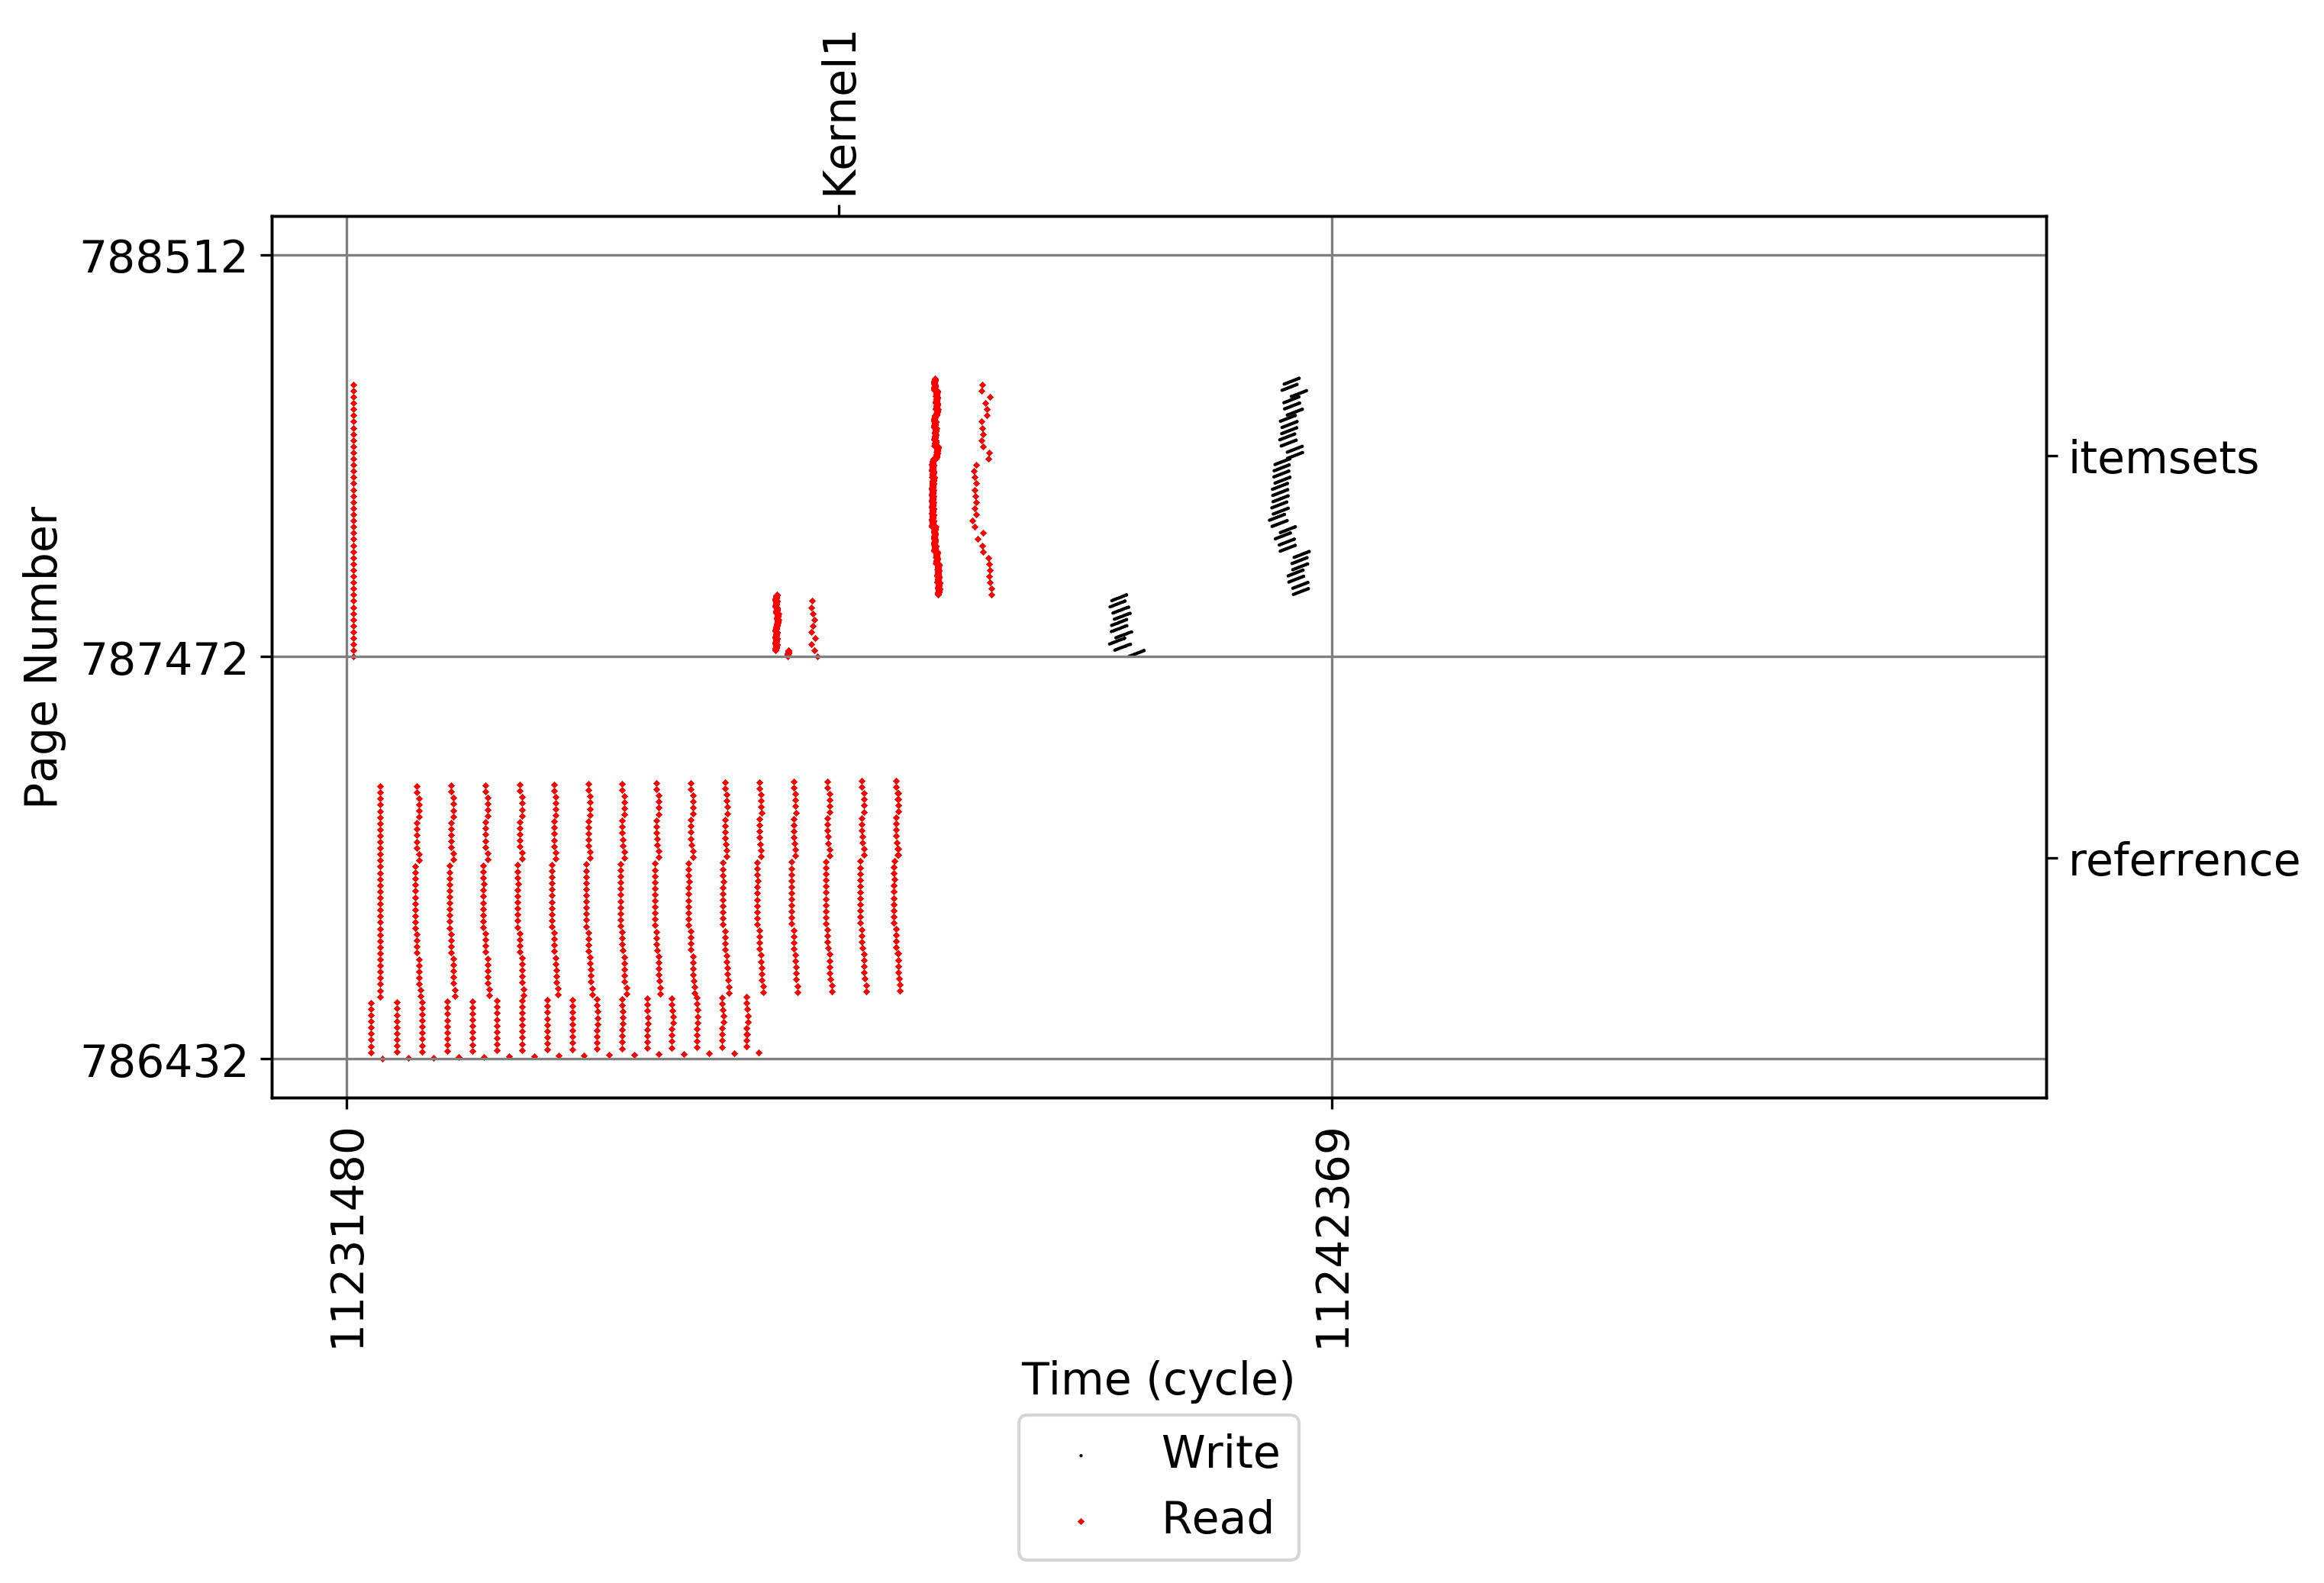 Kernel1
788512
787472
786432
Page Number
itemsets
referrence
11231480
11242369
Time (cycle)
Write
Read